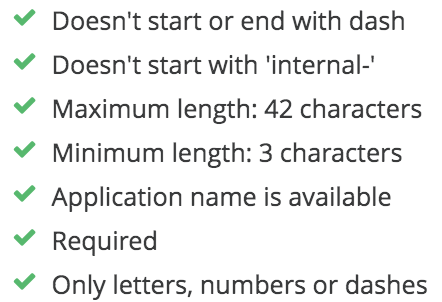 Doesn't start or end with dash
Doesn't start with 'internal-'
Maximum length: 42 characters
Minimum length: 3 characters
Application name is available
Required
Only letters, numbers or dashes